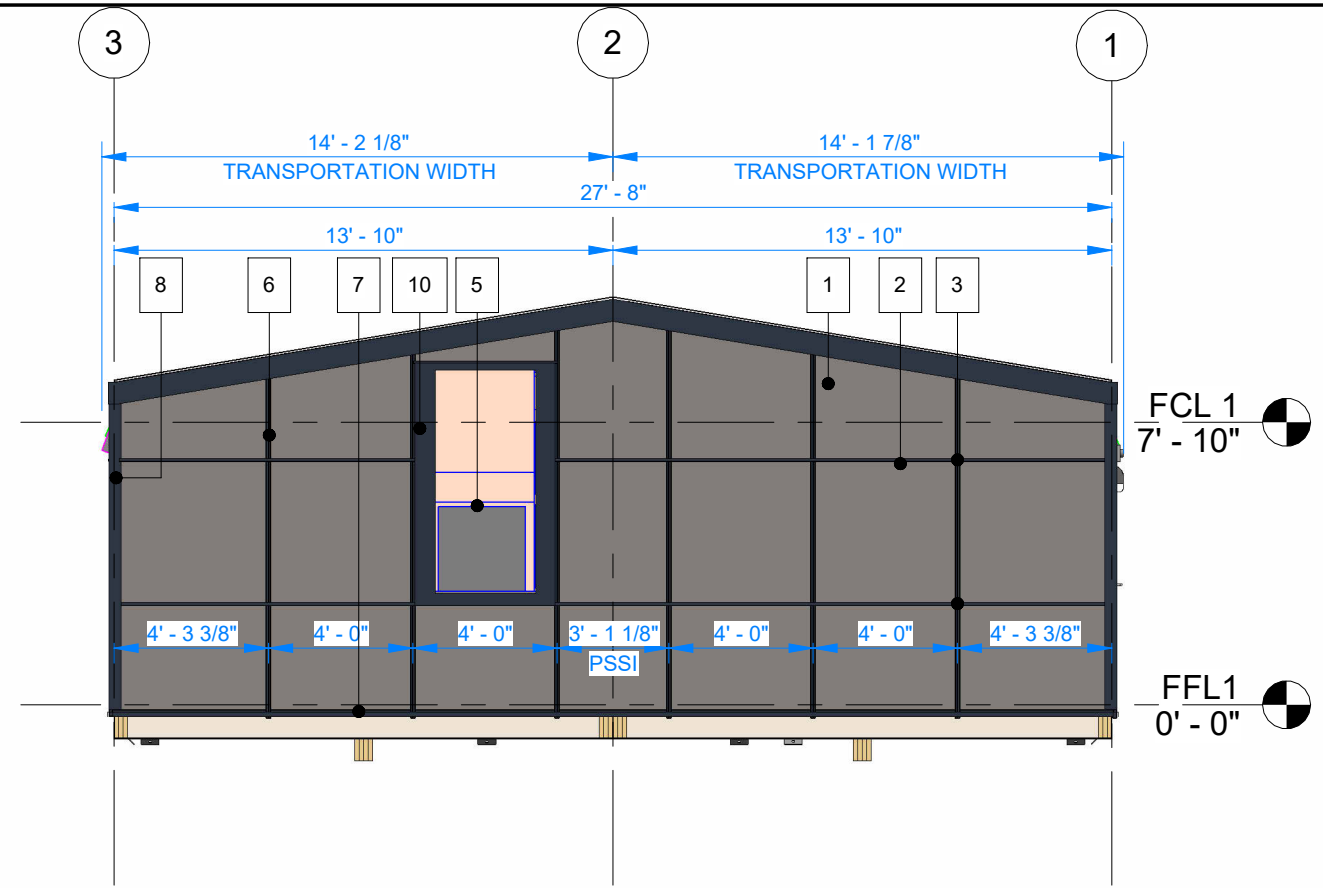 3
2
1
14' - 2 1/8"
14' - 1 7/8"
TRANSPORTATION WIDTH
TRANSPORTATION WIDTH
27' - 8"
13' - 10"
13' - 10"
8
6
7
10
5
1
2
3
FCL 1
7' - 10"
4' - 3 3/8"
4' - 0"
4' - 0"
3' - 1 1/8"
4' - 0"
4' - 0"
4' - 3 3/8"
PSSI
FFL1
0' - 0"